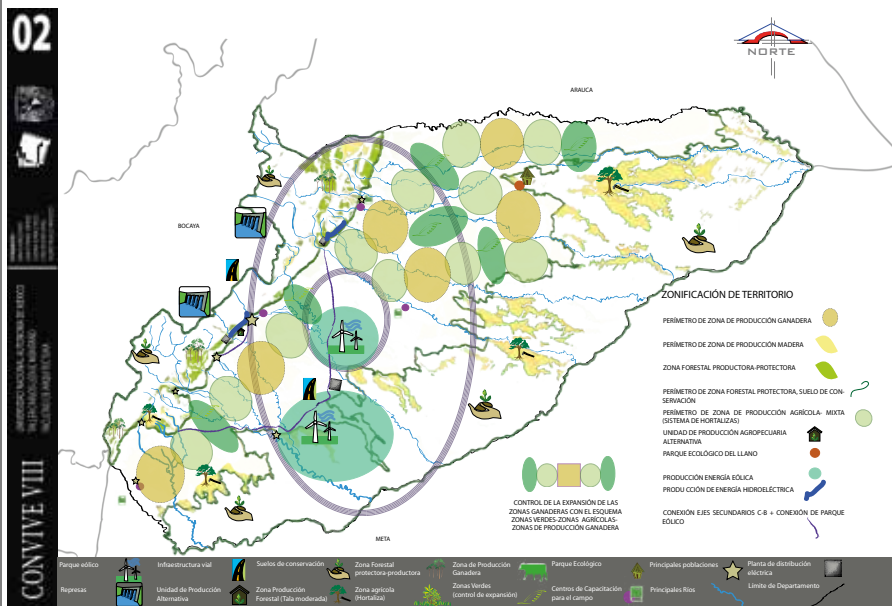 02
NORTE
ARAUCA
BOCAYA
META
ZONIFICACIÓN DE TERRITORIO
PERÍMETRO DE ZONA DE PRODUCCIÓN GANADERA
PERÍMETRO DE ZONA DE PRODUCCIÓN MADERA
ZONA FORESTAL PRODUCTORA-PROTECTORA
PERÍMETRO DE ZONA FORESTAL PROTECTORA, SUELO DE CON-
SERVACIÓN
PERÍMETRO DE ZONA DE PRODUCCIÓN AGRÍCOLA- MIXTA
(SISTEMA DE HORTALIZAS)
UNIDAD DE PRODUCCIÓN AGROPECUARIA
ALTERNATIVA
PARQUE ECOLÓGICO DEL LLANO
PRODUCCIÓN ENERGÍA EÓLICA
PRODU CCIÓN DE ENERGÍA HIDROELÉCTRICA
CONEXIÓN EJES SECUNDARIOS C-B + CONEXIÓN DE PARQUE
EÓLICO
CONTROL DE LA EXPANSIÓN DE LAS
ZONAS GANADERAS CON EL ESQUEMA
ZONAS VERDES-ZONAS AGRÍCOLAS-
ZONAS DE PRODUCCIÓN GANADERA
CONVIVE VIII
Parque eólico
Infraestructura vial
Suelos de conservación
Zona Forestal
protectora-productora
Zona de Producción
Ganadera
Parque Ecológico
Principales poblaciones
Planta de distribución
eléctrica
Represas
Unidad de Producción
Alternativa
Zona Producción
Forestal (Tala moderada)
Zona agrícola
(Hortaliza)
Zonas Verdes
(control de expansión)
Centros de Capacitación
para el campo
Principales Ríos
Límite de Departamento